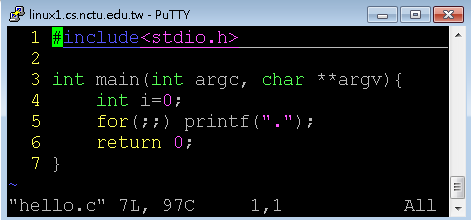 linux1.cs.nctu.edu.tw - PuTTY
1 #include<stdio.h>
2
3 int main(int argc, char **argv){
4     int i=0;
5     for(;;) printf(".");
6     return 0;
7 }
~
"hello.c" 7L, 97C     1,1     All